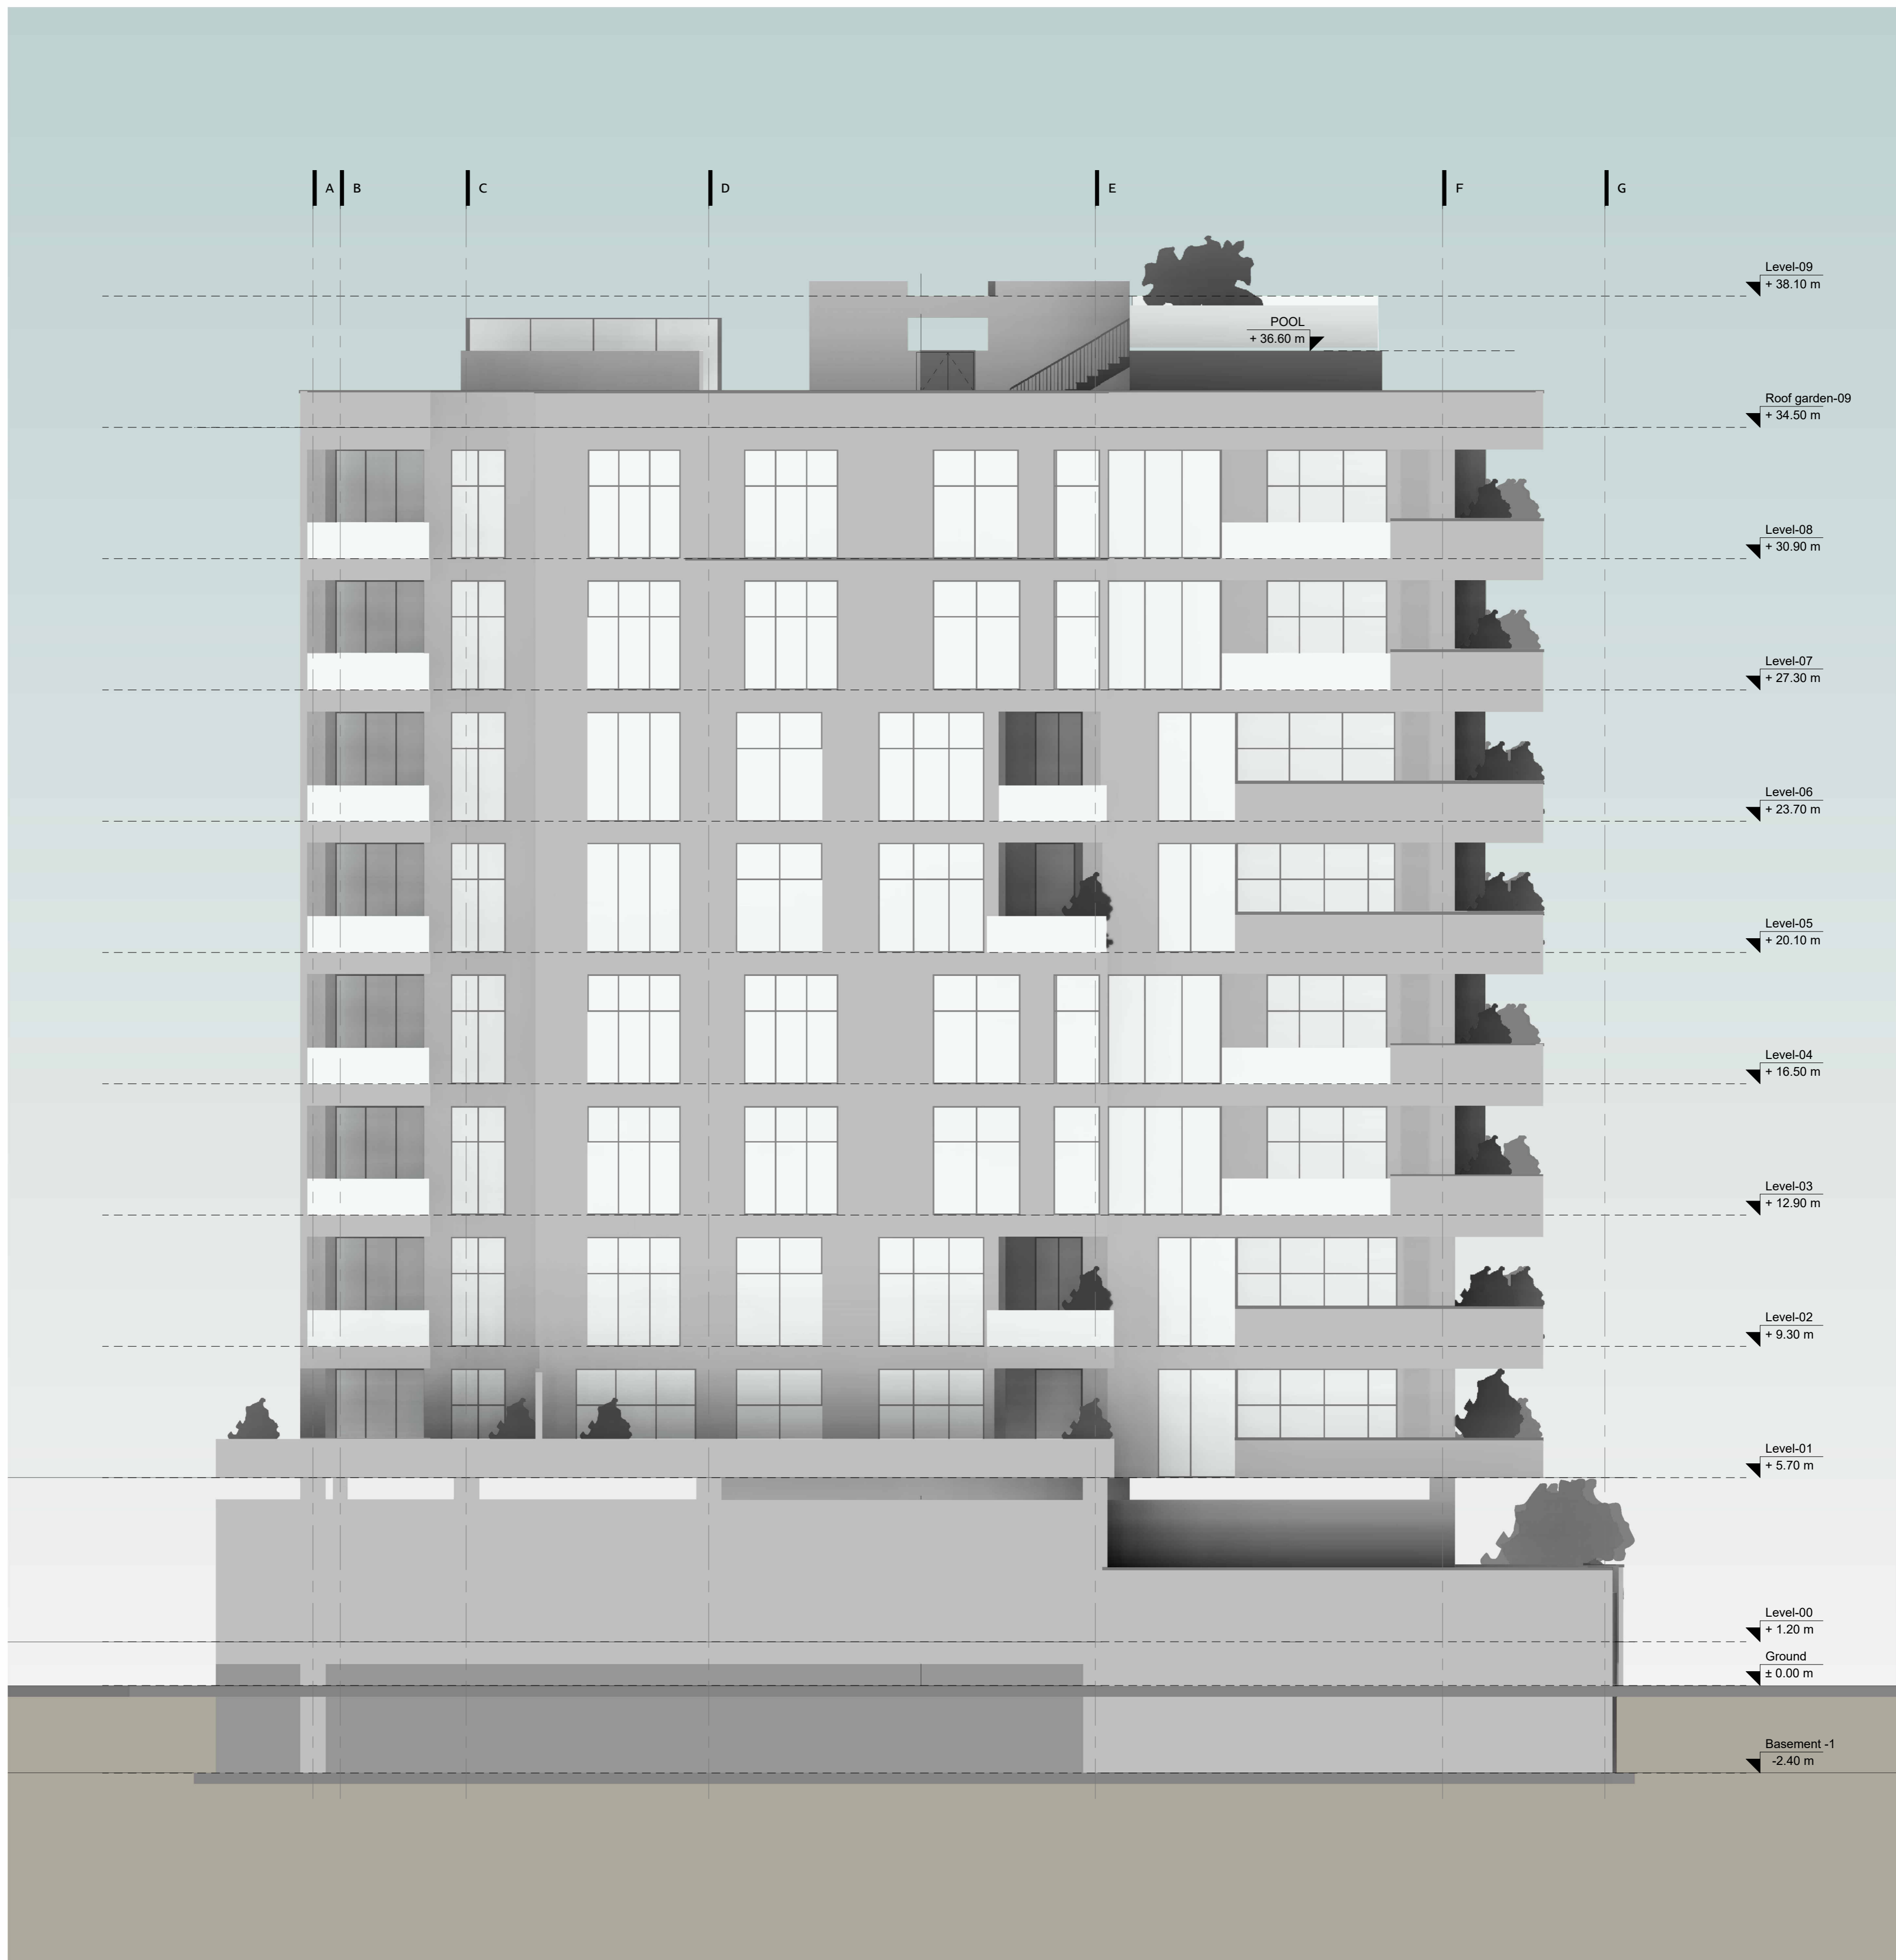 A B C D E F G
Level-09
+ 38.10 m
POOL
+ 36.60 m
Roof garden-09
+ 34.50 m
Level-08
+ 30.90 m
Level-07
+ 27.30 m
Level-06
+ 23.70 m
Level-05
+ 20.10 m
Level-04
+ 16.50 m
Level-03
+ 12.90 m
Level-02
+ 9.30 m
Level-01
+ 5.70 m
Level-00
+ 1.20 m
Ground
± 0.00 m
Basement -1
-2.40 m